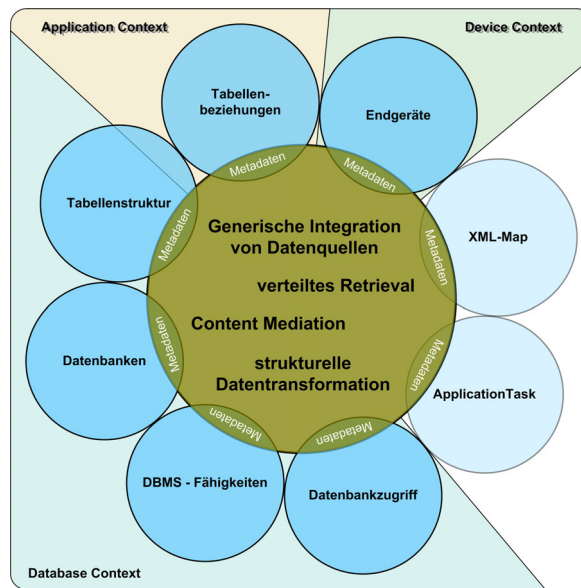 Application Context
Device Context
Tabellen-
beziehungen
Endgeräte
Metadaten
Metadaten
Tabellenstruktur
Metadaten
Generische Integration
von Datenquellen
Metadaten
XML-Map
verteiltes Retrieval
Content Mediation
Datenbanken
Metadaten
strukturelle
Datentransformation
Metadaten
ApplicationTask
Metadaten
Metadaten
DBMS - Fähigkeiten
Datenbankzugriff
Database Context